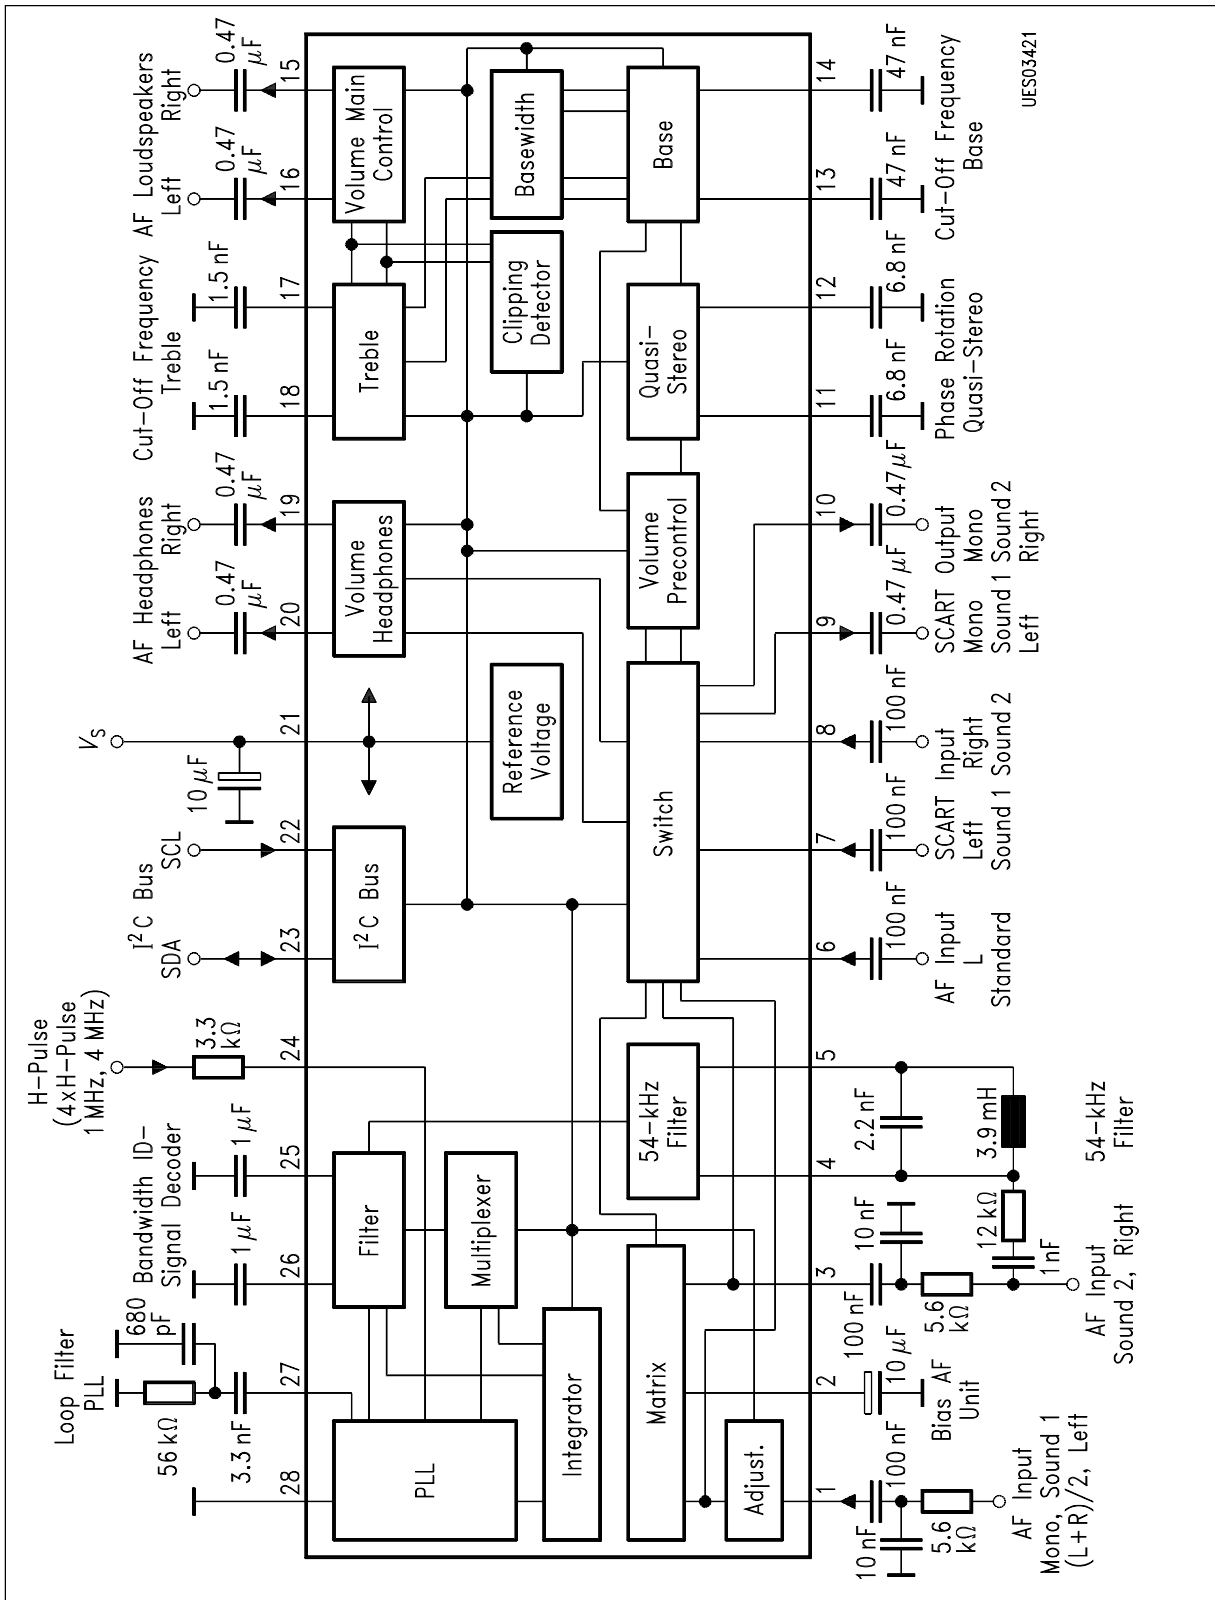 AF Loudspeakers
Right
Left
0.47
μF
15
0.47
μF
16
Cut-Off Frequency
Treble
1.5 nF
17
1.5 nF
18
AF Headphones
Right
Left
0.47
μF
19
0.47
μF
20
VS
10 μF
21
I²C Bus
SCL
22
SDA
23
H-Pulse
(4xH-Pulse
1 MHz, 4 MHz)
3.3
kΩ
24
Bandwidth ID-
Signal Decoder
1 μF
25
1 μF
26
Loop Filter
PLL
680
pF
56 kΩ
3.3 nF
27
28
Volume Main
Control
Treble
Volume
Headphones
I²C Bus
Filter
Multiplexer
PLL
Integrator
Basewidth
Clipping
Detector
Reference
Voltage
Base
Quasi-
Stereo
Volume
Precontrol
Switch
54-kHz
Filter
Matrix
Adjust.
1
10 nF
100 nF
5.6
kΩ
AF Input
Mono, Sound 1
(L+R)/2, Left
2
10 μF
Bias AF
Unit
3
100 nF
10 nF
5.6
kΩ
12 kΩ
1 nF
AF Input
Sound 2, Right
4
5
2.2 nF
3.9 mH
54-kHz
Filter
6
100 nF
AF Input
L
Standard
7
100 nF
8
100 nF
SCART Input
Left Right
Sound 1 Sound 2
9
0.47 μF
10
0.47 μF
SCART Output
Mono Mono
Sound 1 Sound 2
Left Right
11
6.8 nF
12
6.8 nF
Phase Rotation
Quasi-Stereo
13
47 nF
14
47 nF
Cut-Off Frequency
Base
UES03421